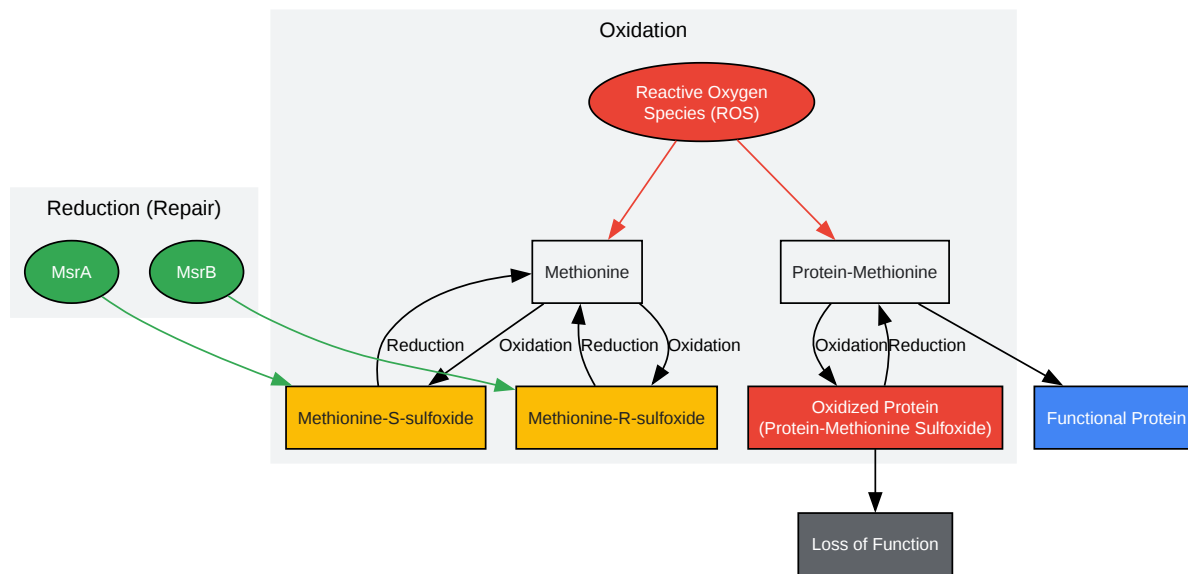 Oxidation
Reactive Oxygen
Species (ROS)
Reduction (Repair)
MsrA
MsrB
Methionine
Protein-Methionine
Reduction
Oxidation
Reduction
Oxidation
Oxidation
Reduction
Methionine-S-sulfoxide
Methionine-R-sulfoxide
Oxidized Protein
(Protein-Methionine Sulfoxide)
Functional Protein
Loss of Function